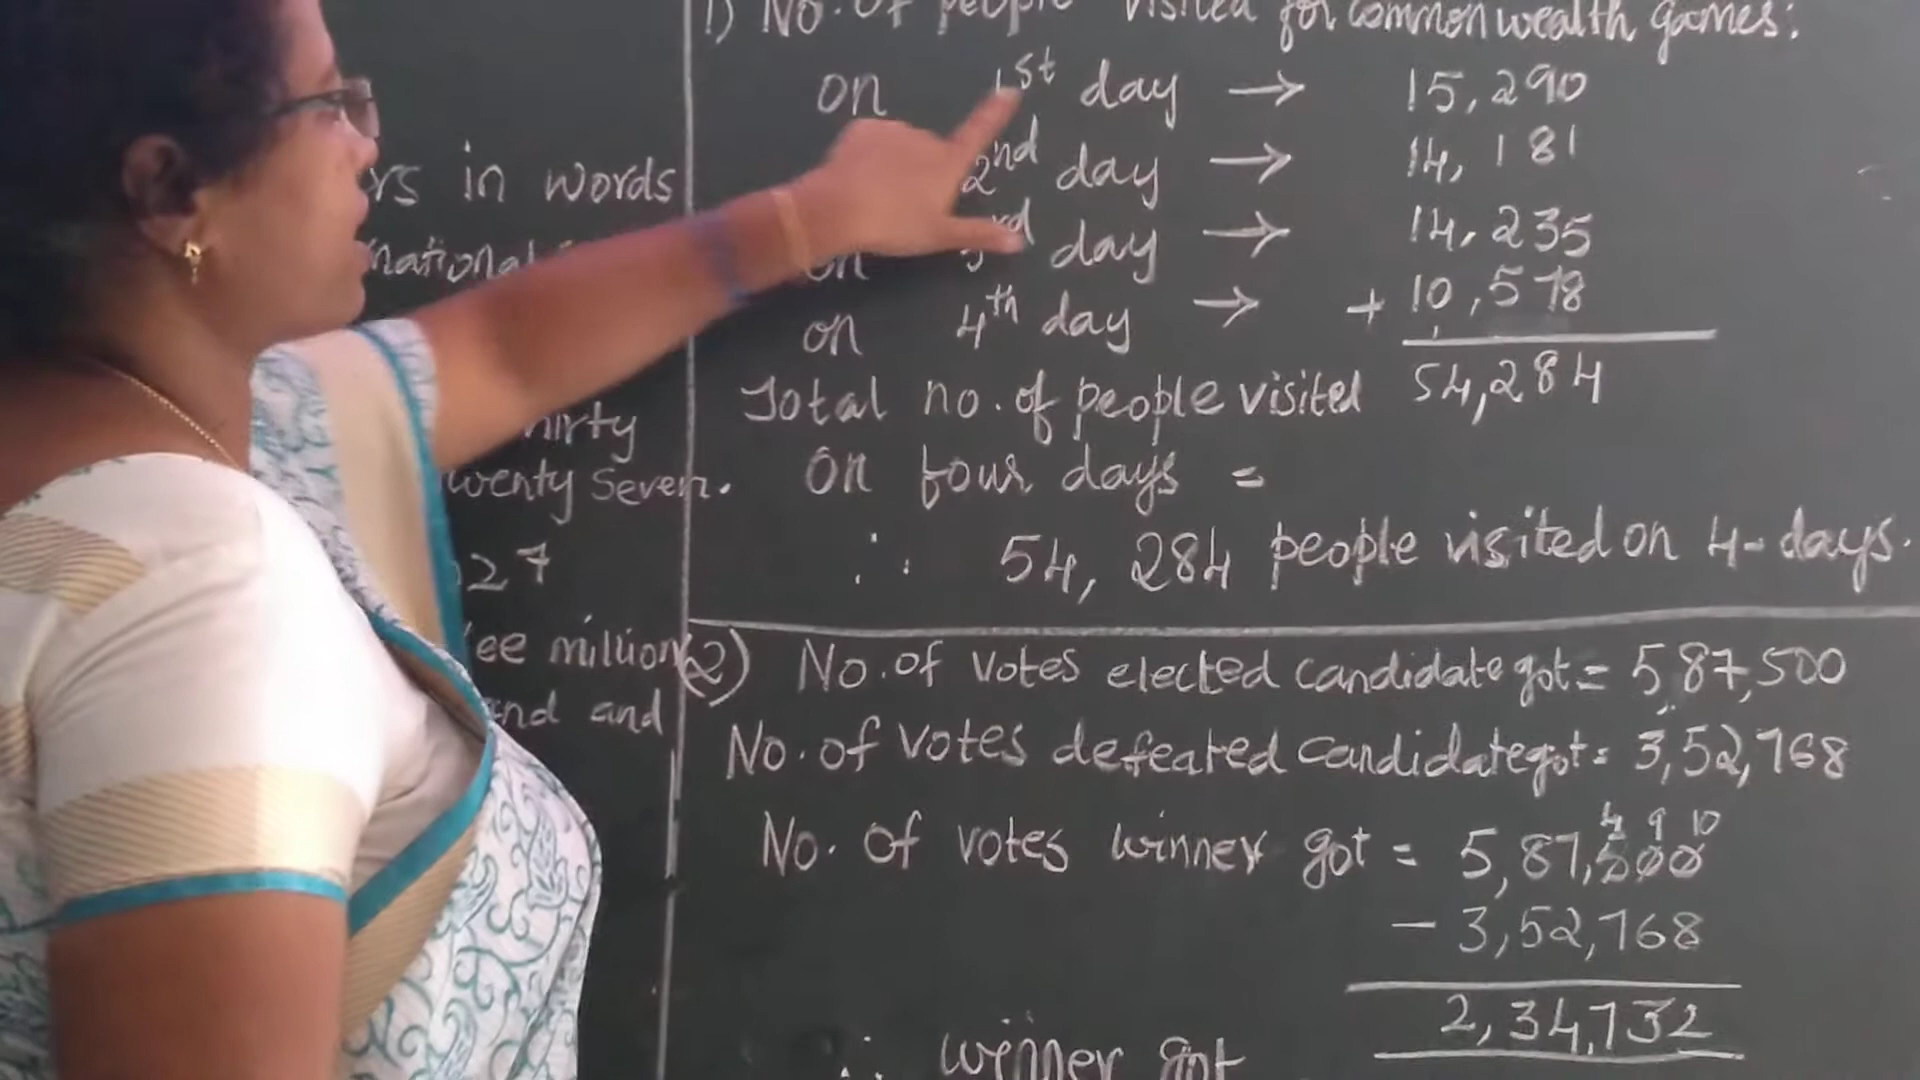 rs in words
national
hirty
wenty Seven.
27
ee million
and and
1) No. of people visited for commonwealth games:
on 1st day → 15,290
2nd day → 14,181
3rd day → 14,235
on 4th day → + 10,578
Total no. of people visited 54,284
on four days =
∴ 54, 284 people visited on 4-days.
(2) No. of votes elected candidate got = 5,87,500
No. of votes defeated candidate got = 3,52,768
4 9 10
No. of votes winner got = 5,87,500
- 3,52,768
2,34,732
∴ winner got